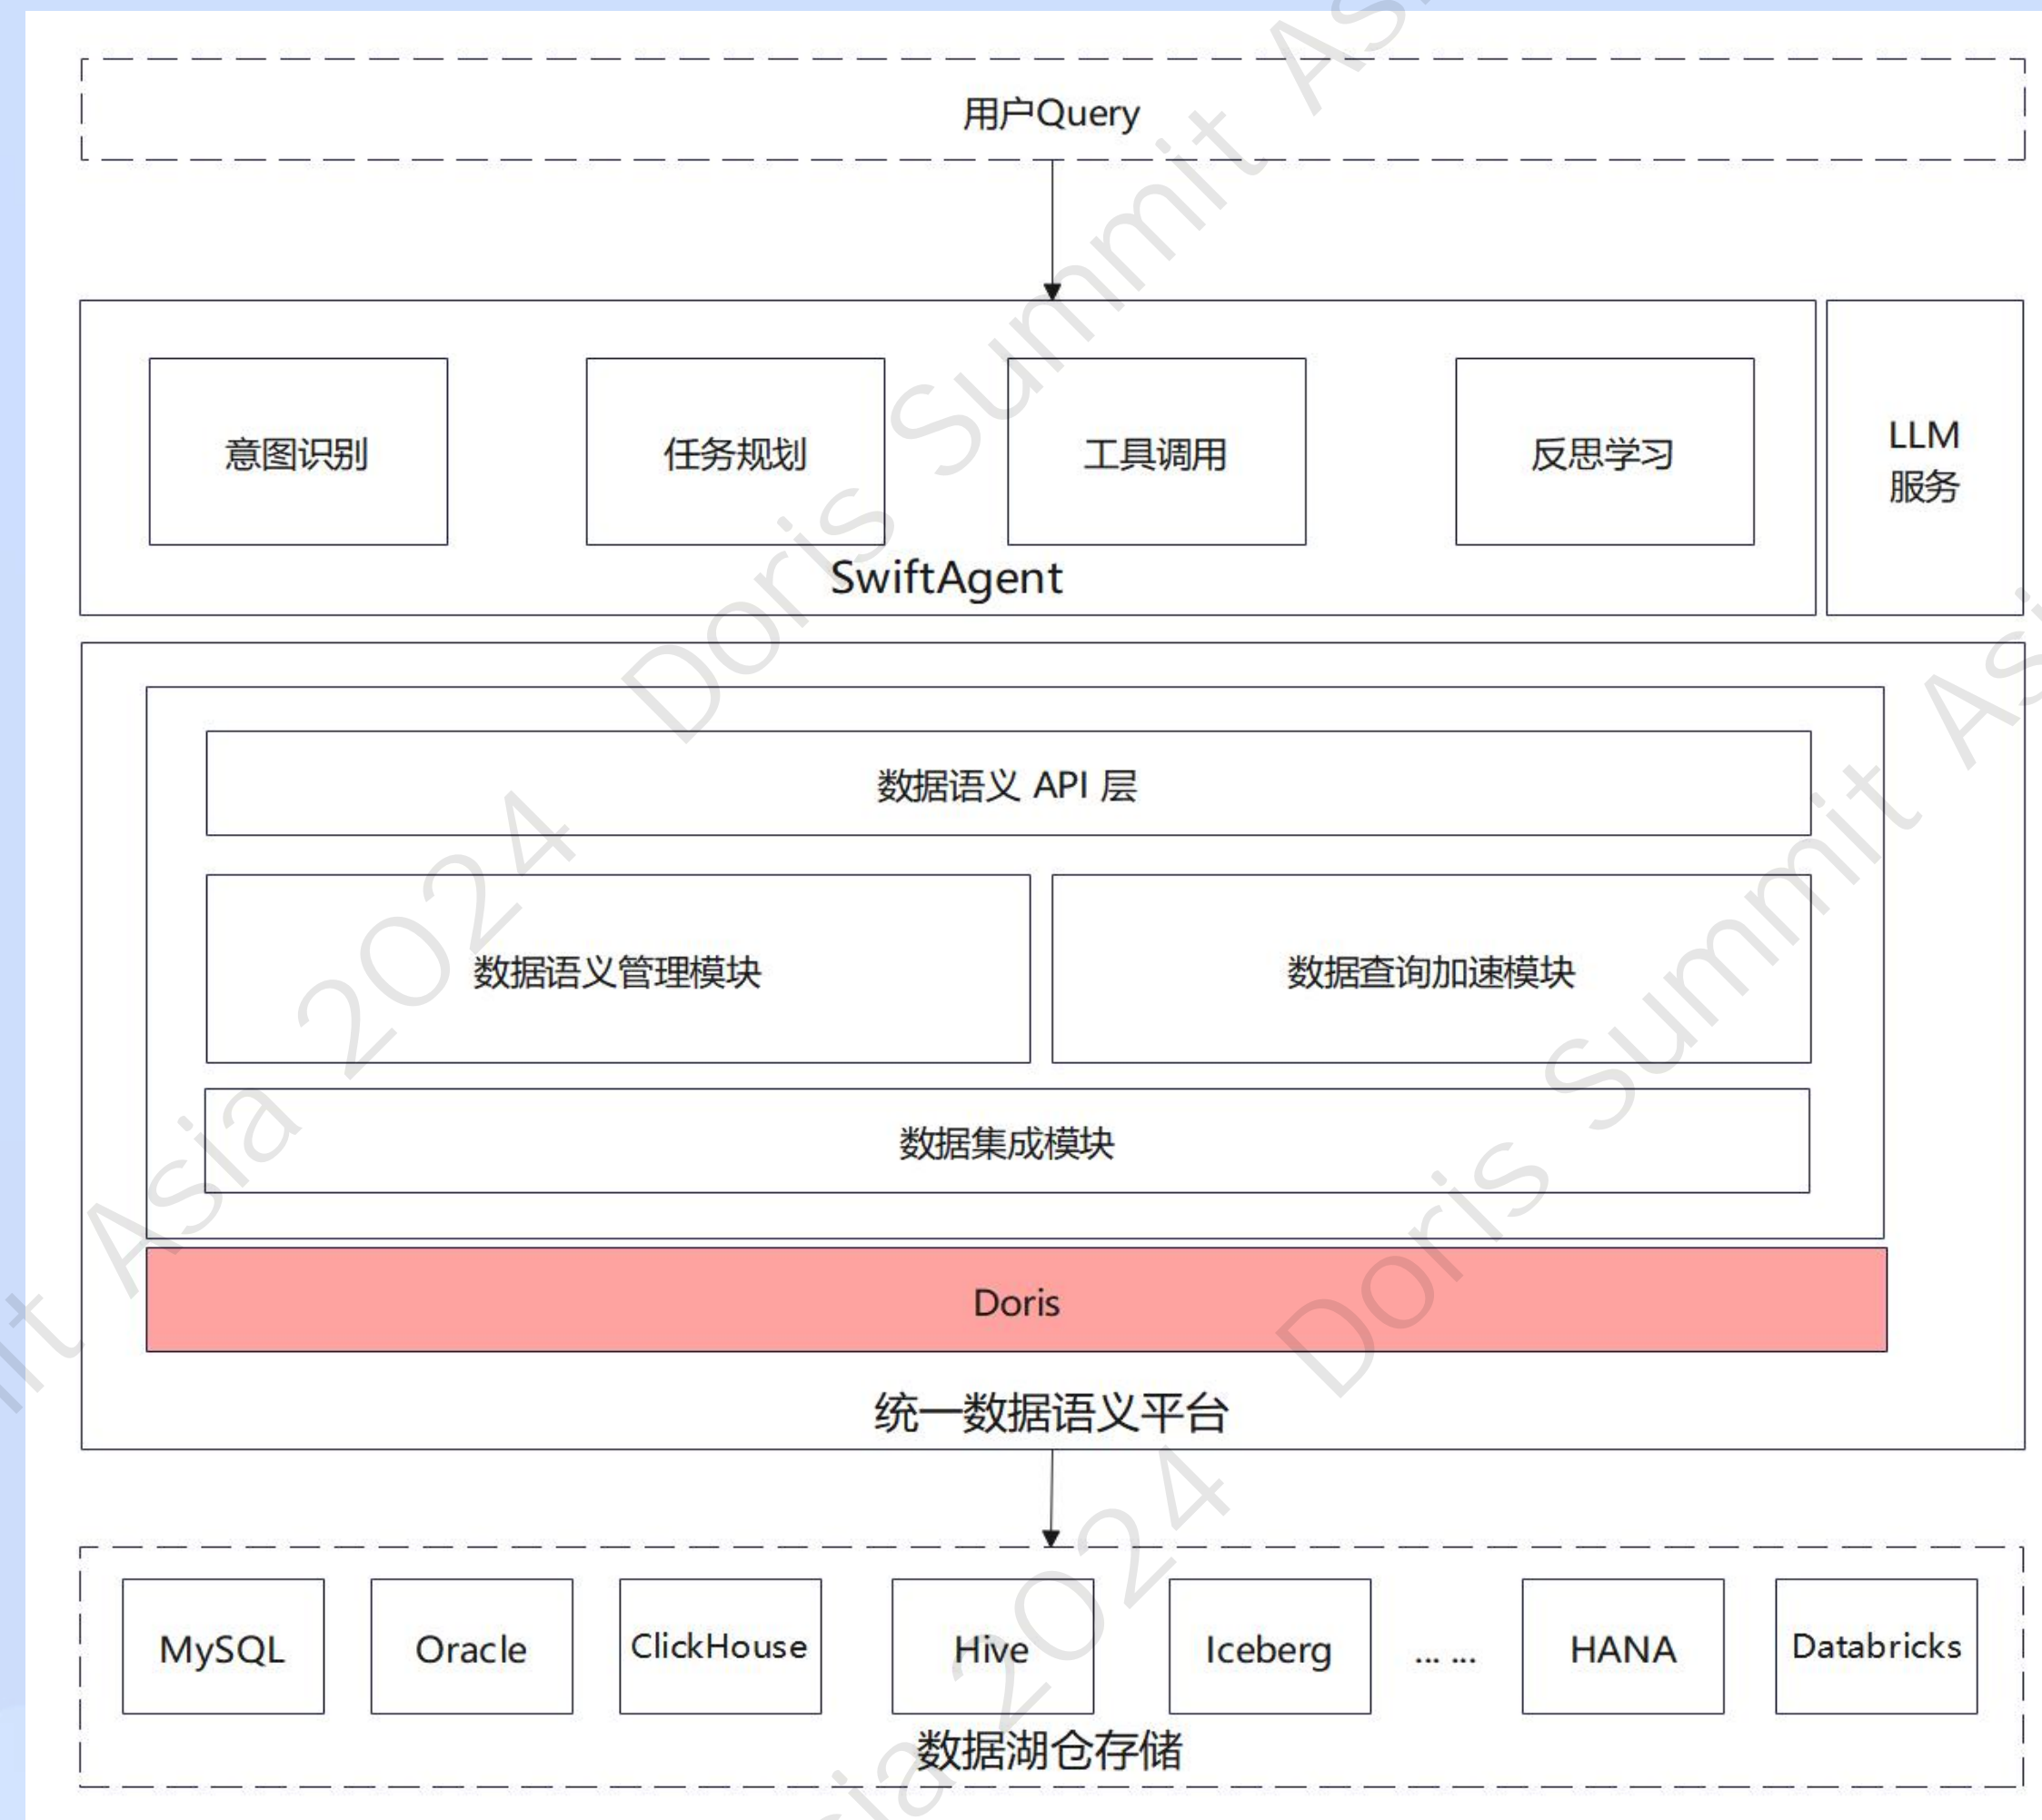 用户Query
意图识别
任务规划
工具调用
反思学习
LLM
服务
SwiftAgent
数据语义 API 层
数据语义管理模块
数据查询加速模块
数据集成模块
Doris
统一数据语义平台
MySQL
Oracle
ClickHouse
Hive
Iceberg
... ...
HANA
Databricks
数据湖仓存储
Doris Summit Asia 2024
Doris Summit Asia 2024